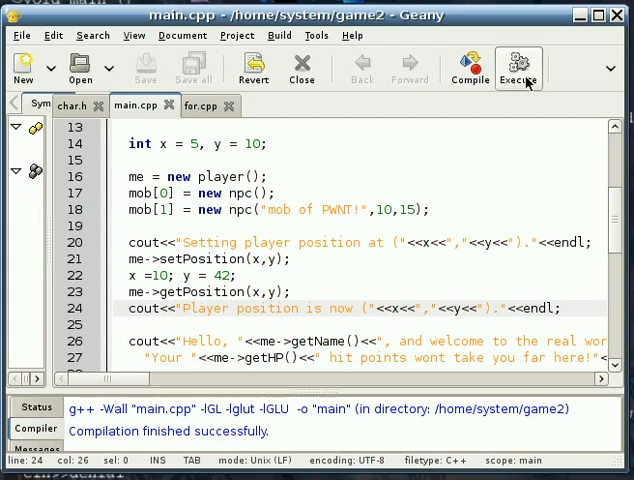 main.cpp - /home/system/game2 - Geany
File Edit Search View Document Project Build Tools Help
New Open Save Save all Revert Close Back Forward Compile Execute
Sym char.h main.cpp for.cpp
13
14 int x = 5, y = 10;
15
16 me = new player();
17 mob[0] = new npc();
18 mob[1] = new npc("mob of PWNT!",10,15);
19
20 cout<<"Setting player position at ("<<x<<","<<y<<")."<<endl;
21 me->setPosition(x,y);
22 x =10; y = 42;
23 me->getPosition(x,y);
24 cout<<"Player position is now ("<<x<<","<<y<<")."<<endl;
25
26 cout<<"Hello, "<<me->getName()<<", and welcome to the real wor
27 "Your "<<me->getHP()<<" hit points wont take you far here!"<
Status
g++ -Wall "main.cpp" -lGL -lglut -lGLU -o "main" (in directory: /home/system/game2)
Compiler
Compilation finished successfully.
Messages
line: 24 col: 26 sel: 0 INS TAB mode: Unix (LF) encoding: UTF-8 filetype: C++ scope: main